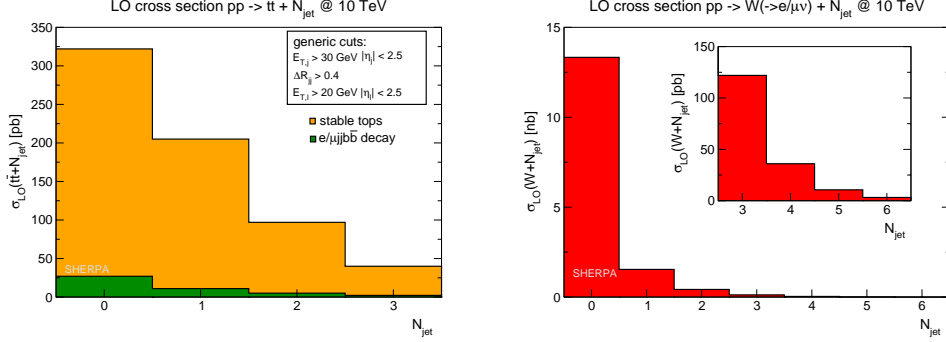 LO cross section pp -> tt + N_jet @ 10 TeV
350
300
250
200
150
100
50
0
σ_LO(tt̄+N_jet) [pb]
generic cuts:
E_T,j > 30 GeV |η_j| < 2.5
ΔR_jj > 0.4
E_T,l > 20 GeV |η_l| < 2.5
stable tops
e/μjjbb̄ decay
SHERPA
0 1 2 3
N_jet
LO cross section pp -> W(->e/μν) + N_jet @ 10 TeV
15
10
5
0
σ_LO(W+N_jet) [nb]
150
100
50
0
σ_LO(W+N_jet) [pb]
3 4 5 6
N_jet
SHERPA
0 1 2 3 4 5 6
N_jet